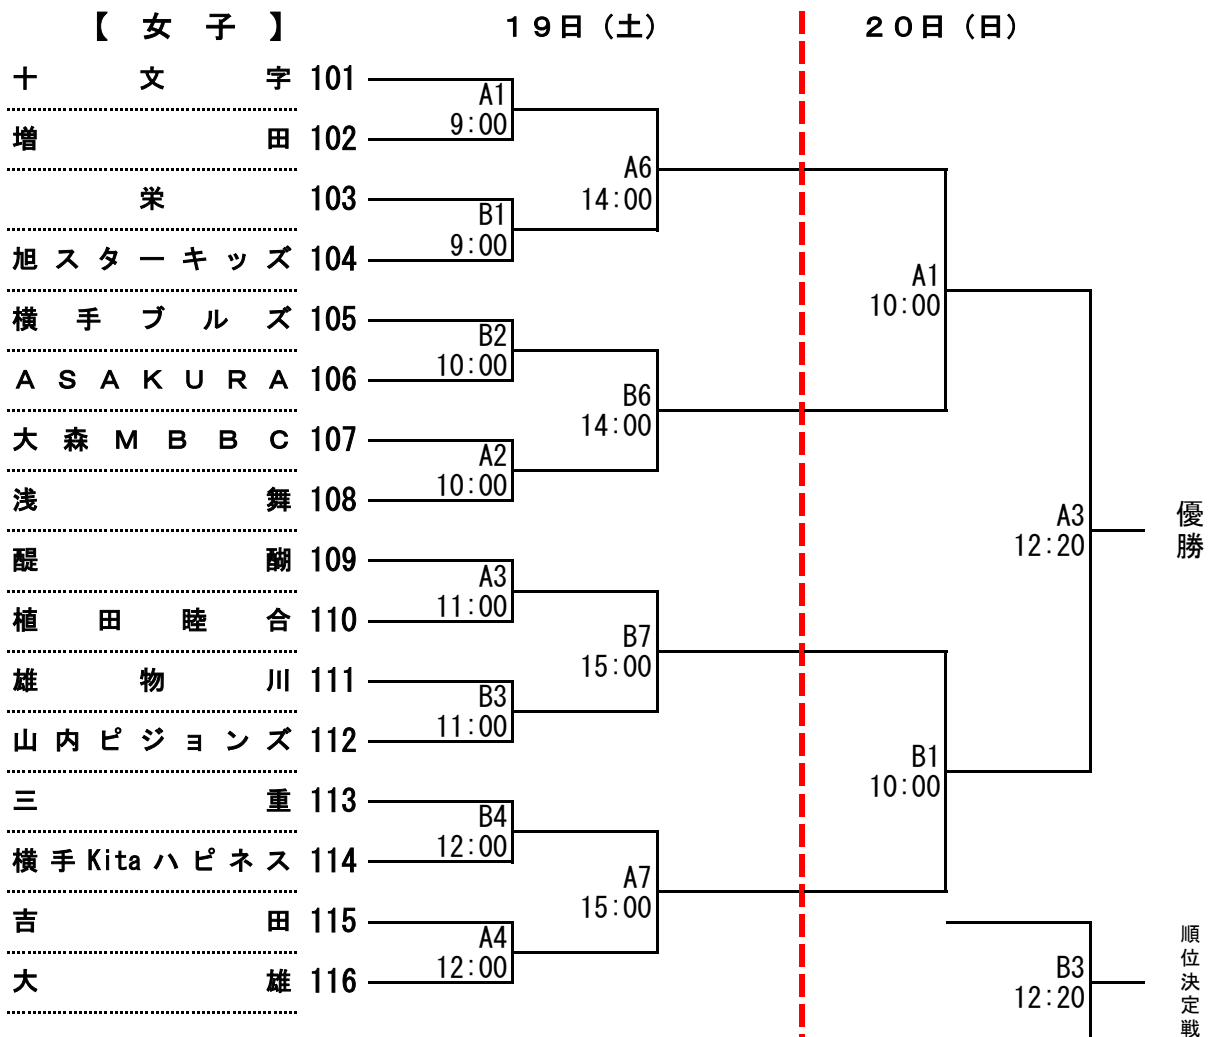 【 女 子 】 19日（土） 20日（日）
十文字 101
A1
9:00
増田 102
A6
14:00
栄 103
B1
9:00
旭スターキッズ 104
A1
10:00
横手ブルズ 105
B2
10:00
ASAKURA 106
B6
14:00
大森MBBC 107
A2
10:00
浅舞 108
A3
12:20
優勝
醍醐 109
A3
11:00
植田睦合 110
B7
15:00
雄物川 111
B3
11:00
山内ピジョンズ 112
B1
10:00
三重 113
B4
12:00
横手Kitaハピネス 114
A7
15:00
吉田 115
A4
12:00
大雄 116
B3
12:20
順位決定戦